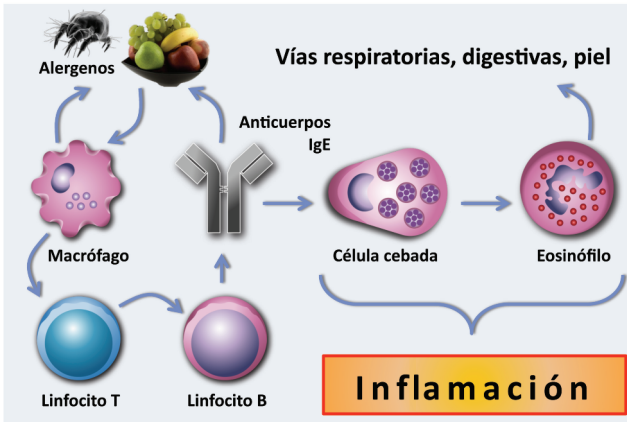 Alergenos
Vías respiratorias, digestivas, piel
Anticuerpos
IgE
Macrófago
Célula cebada
Eosinófilo
Linfocito T
Linfocito B
Inflamación